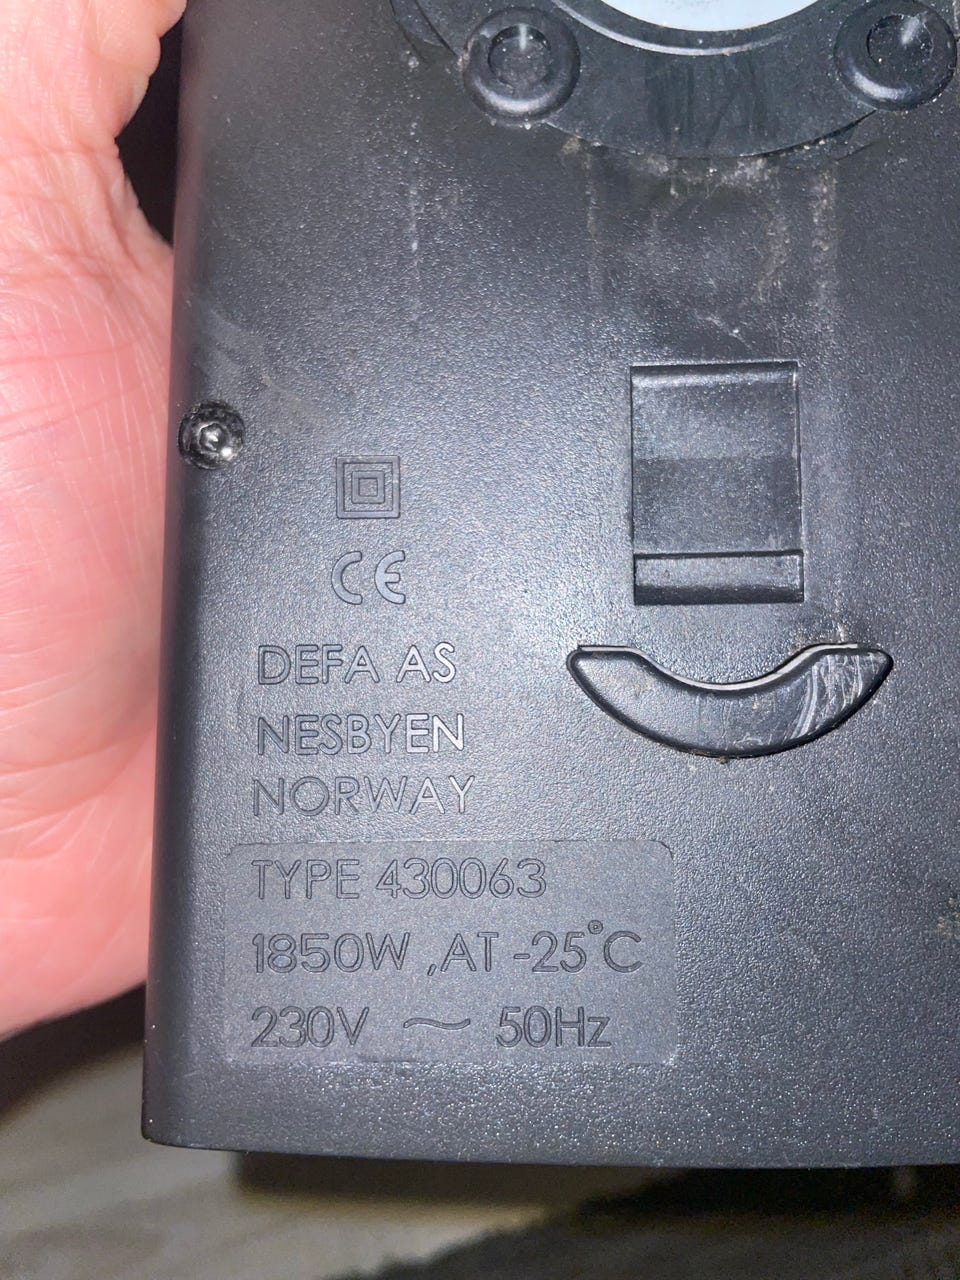 CE
DEFA AS
NESBYEN
NORWAY
TYPE 430063
1850W ,AT -25°C
230V ~ 50Hz